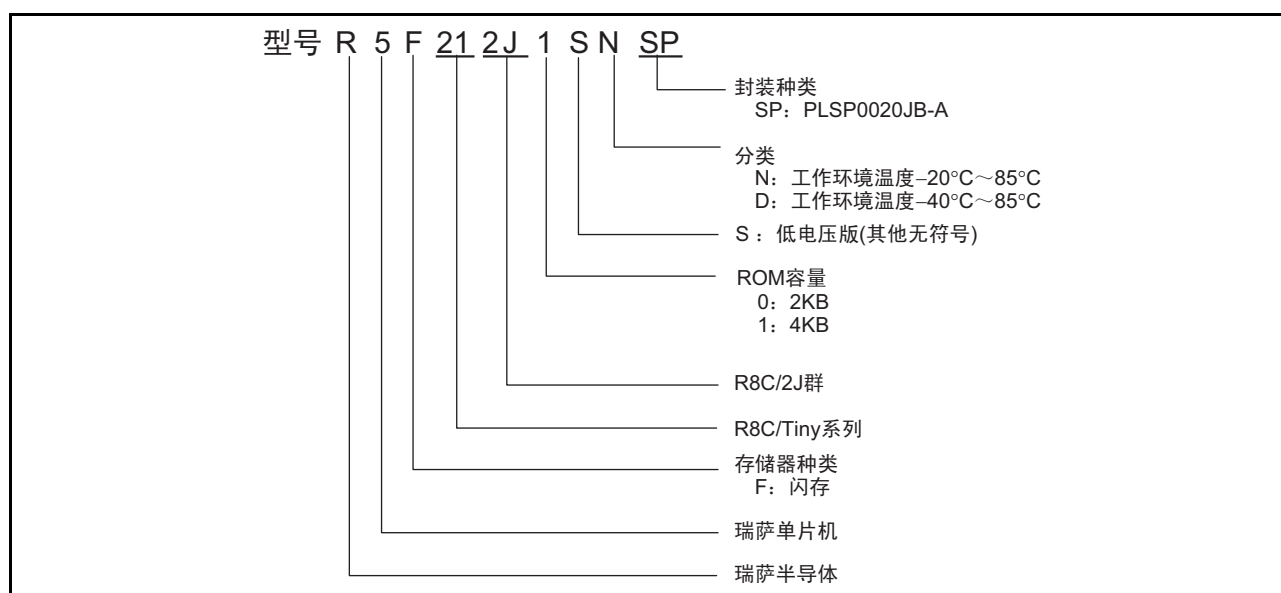 型号 R 5 F 21 2J 1 S N SP
封装种类
SP：PLSP0020JB-A
分类
N：工作环境温度–20°C～85°C
D：工作环境温度–40°C～85°C
S：低电压版(其他无符号)
ROM容量
0：2KB
1：4KB
R8C/2J群
R8C/Tiny系列
存储器种类
F：闪存
瑞萨单片机
瑞萨半导体